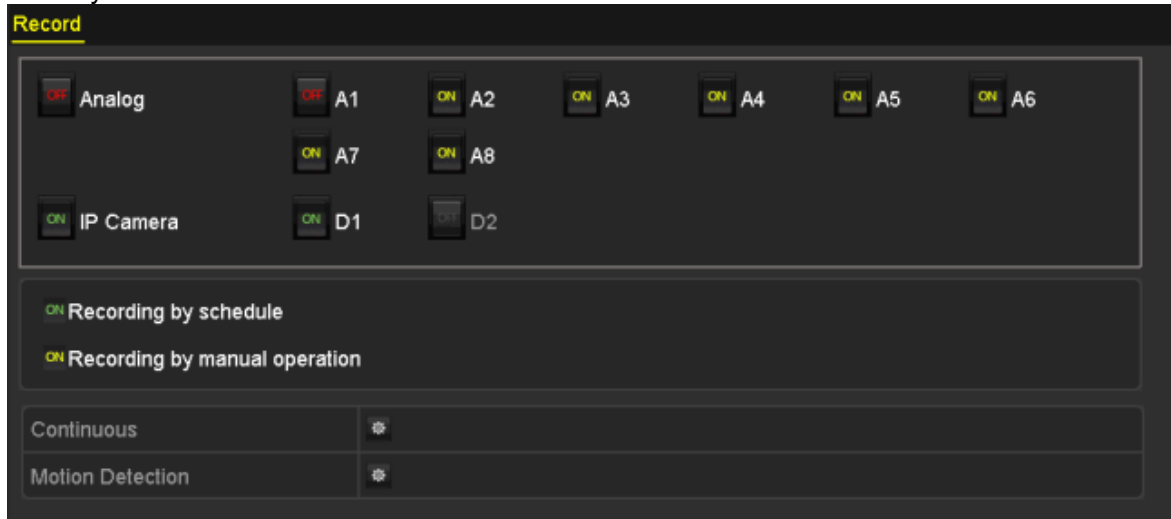 Record
OFF Analog OFF A1 ON A2 ON A3 ON A4 ON A5 ON A6
ON A7 ON A8
ON IP Camera ON D1 OFF D2
ON Recording by schedule
ON Recording by manual operation
Continuous
Motion Detection